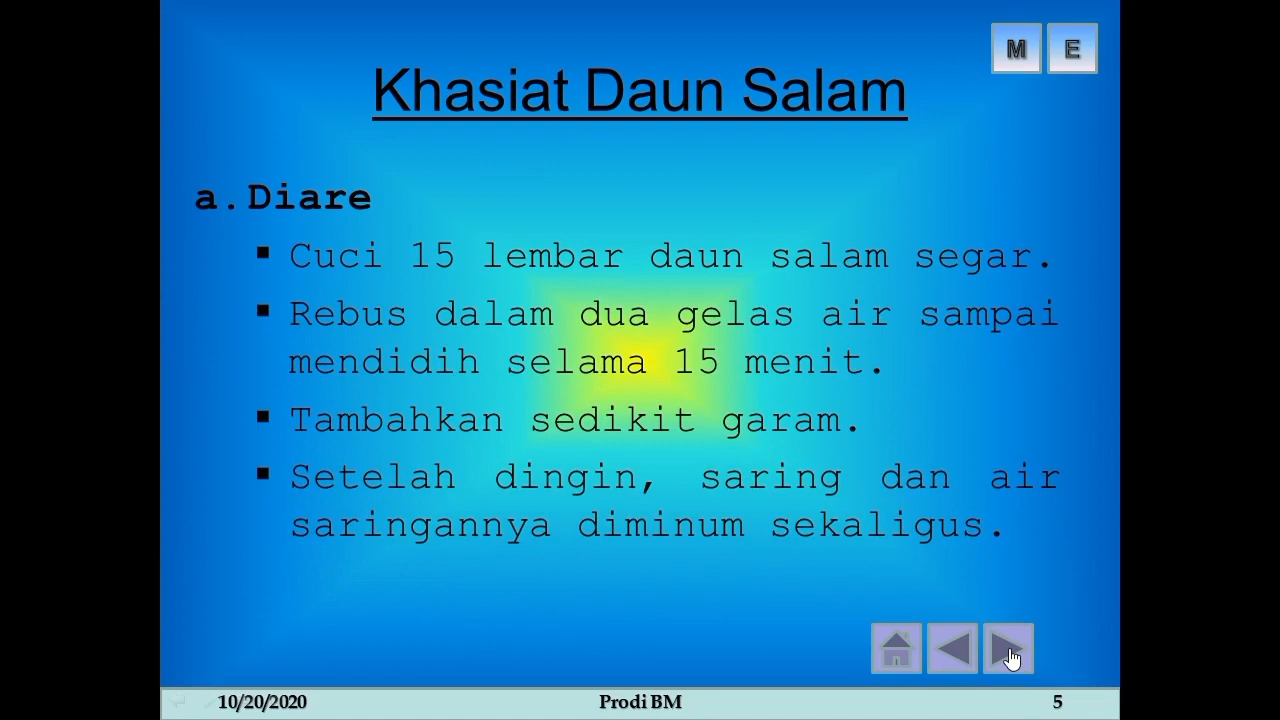 M E
Khasiat Daun Salam
a. Diare
▪ Cuci 15 lembar daun salam segar.
▪ Rebus dalam dua gelas air sampai
mendidih selama 15 menit.
▪ Tambahkan sedikit garam.
▪ Setelah dingin, saring dan air
saringannya diminum sekaligus.
10/20/2020 Prodi BM 5